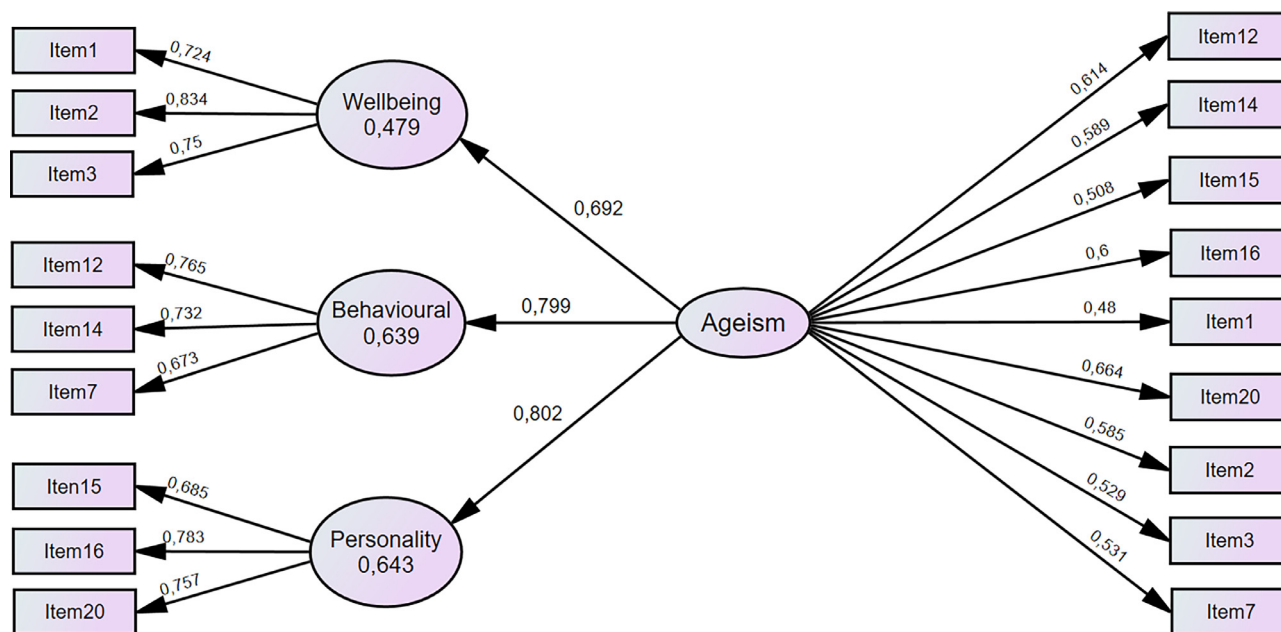 Item1
0,724
Item2
0,834
Item3
0,75
Wellbeing
0,479
0,692
Item12
0,765
Item14
0,732
Item7
0,673
Behavioural
0,639
0,799
Iten15
0,685
Item16
0,783
Item20
0,757
Personality
0,643
0,802
Ageism
0,614
Item12
0,589
Item14
0,508
Item15
0,6
Item16
0,48
Item1
0,664
Item20
0,585
Item2
0,529
Item3
0,531
Item7